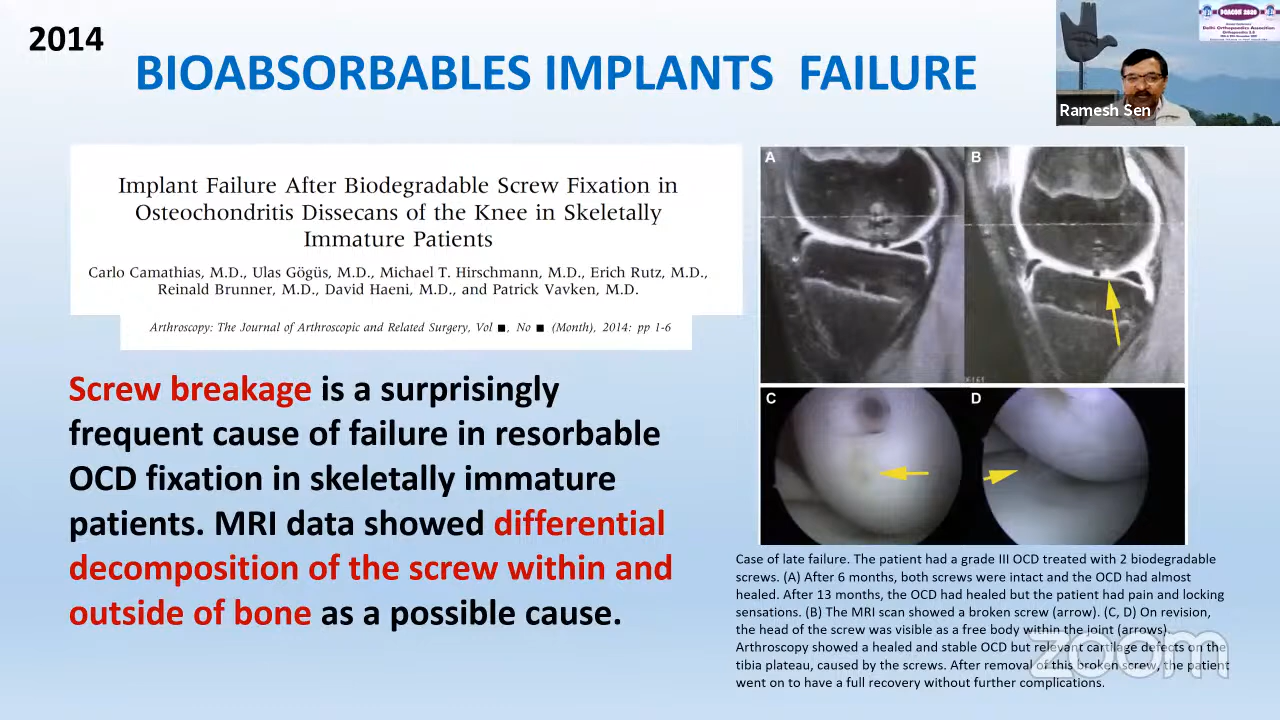 2014
BIOABSORBABLES IMPLANTS FAILURE
DOACON 2020
Delhi Orthopaedics Association
Ramesh Sen
Implant Failure After Biodegradable Screw Fixation in
Osteochondritis Dissecans of the Knee in Skeletally
Immature Patients
Carlo Camathias, M.D., Ulas Gögüs, M.D., Michael T. Hirschmann, M.D., Erich Rutz, M.D.,
Reinald Brunner, M.D., David Haeni, M.D., and Patrick Vavken, M.D.
Arthroscopy: The Journal of Arthroscopic and Related Surgery, Vol ■, No ■ (Month), 2014: pp 1-6
Screw breakage is a surprisingly
frequent cause of failure in resorbable
OCD fixation in skeletally immature
patients. MRI data showed differential
decomposition of the screw within and
outside of bone as a possible cause.
A
B
C
D
Case of late failure. The patient had a grade III OCD treated with 2 biodegradable
screws. (A) After 6 months, both screws were intact and the OCD had almost
healed. After 13 months, the OCD had healed but the patient had pain and locking
sensations. (B) The MRI scan showed a broken screw (arrow). (C, D) On revision,
the head of the screw was visible as a free body within the joint (arrows).
Arthroscopy showed a healed and stable OCD but relevant cartilage defects on the
tibia plateau, caused by the screws. After removal of this broken screw, the patient
went on to have a full recovery without further complications.
zoom